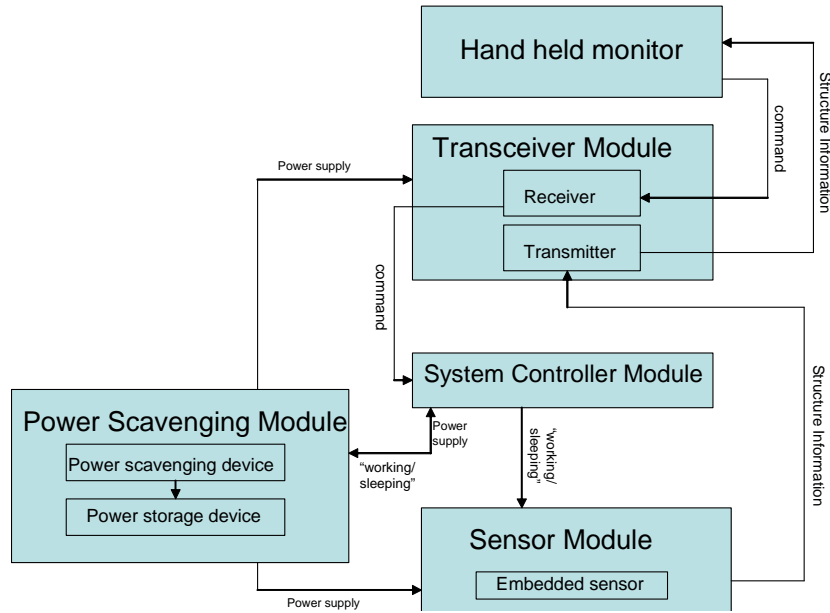 Hand held monitor
Structure Information
command
Transceiver Module
Power supply
Receiver
Transmitter
command
System Controller Module
Structure Information
Power Scavenging Module
Power
supply
“working/
sleeping”
“working/
sleeping”
Power scavenging device
Power storage device
Sensor Module
Embedded sensor
Power supply